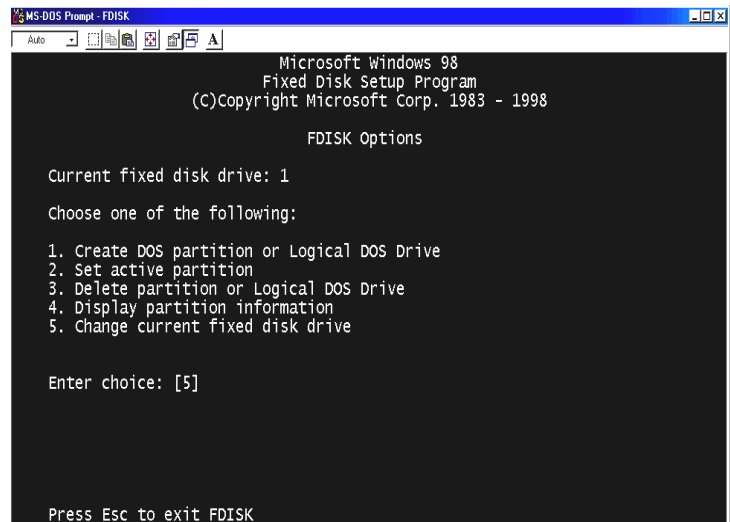 MS-DOS Prompt - FDISK
Auto
A
Microsoft Windows 98
Fixed Disk Setup Program
(C)Copyright Microsoft Corp. 1983 - 1998
FDISK Options
Current fixed disk drive: 1
Choose one of the following:
1. Create DOS partition or Logical DOS Drive
2. Set active partition
3. Delete partition or Logical DOS Drive
4. Display partition information
5. Change current fixed disk drive
Enter choice: [5]
Press Esc to exit FDISK